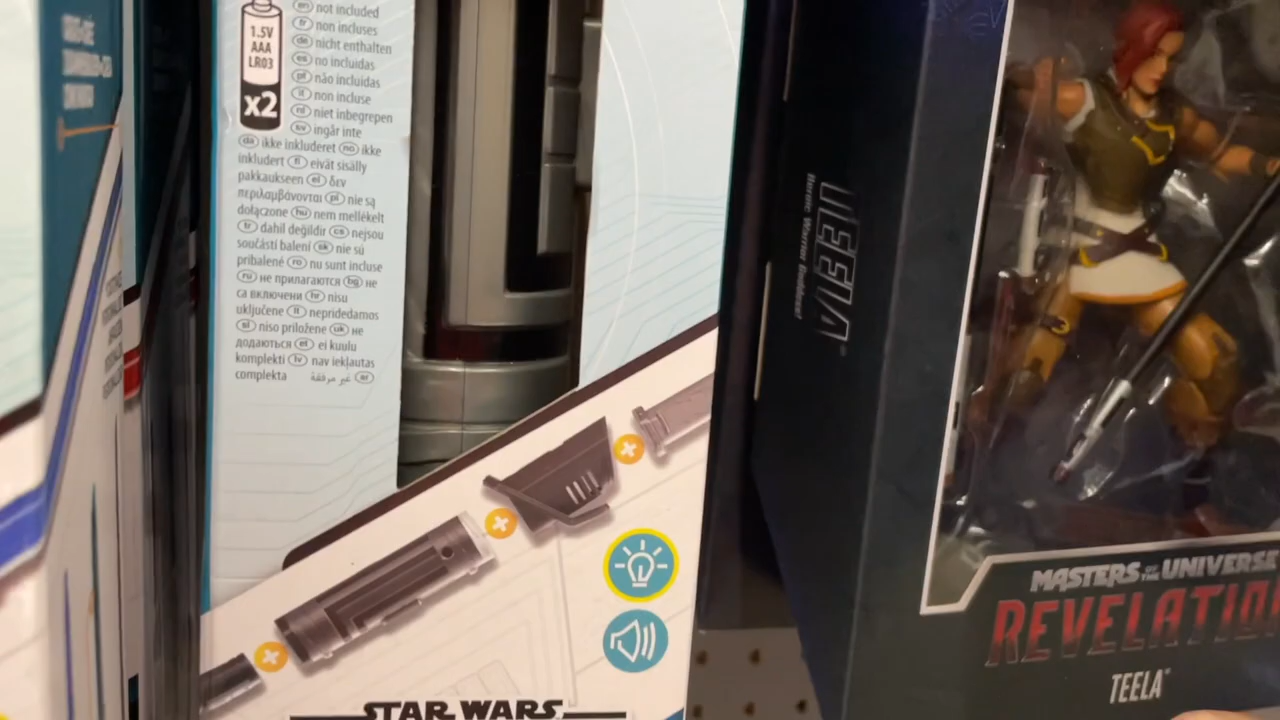 1.5V
AAA
LR03
x2
en not included
fr non incluses
de nicht enthalten
es no incluidas
pt não incluídas
it non incluse
nl niet inbegrepen
sv ingår inte
da ikke inkluderet no ikke
inkludert fi eivät sisälly
pakkaukseen el δεν
περιλαμβάνονται pl nie są
dołączone hu nem mellékelt
tr dahil değildir cs nejsou
součástí balení sk nie sú
pribalené ro nu sunt incluse
ru не прилагаются bg не
са включени hr nisu
uključene lt nepridedamos
sl niso priložene uk не
додаються et ei kuulu
komplekti lv nav iekļautas
complekta ar غير مرفقة
STAR WARS
TEELA
Heroic Warrior Goddess!
MASTERS OF THE UNIVERSE
REVELATION
TEELA